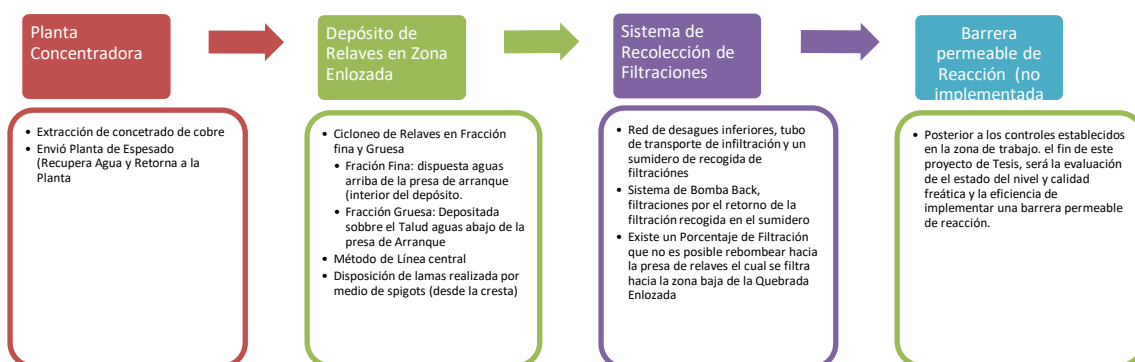 Planta
Concentradora
• Extracción de concetrado de cobre
• Envió Planta de Espesado
(Recupera Agua y Retorna a la
Planta
Depósito de
Relaves en Zona
Enlozada
• Cicloneo de Relaves en Fracción
fina y Gruesa
• Fración Fina: dispuesta aguas
arriba de la presa de arranque
(interior del depósito.
• Fracción Gruesa: Depositada
sobbre el Talud aguas abajo de la
presa de Arranque
• Método de Línea central
• Disposición de lamas realizada por
medio de spigots (desde la cresta)
Sistema de
Recolección de
Filtraciones
• Red de desagues inferiores, tubo
de transporte de infiltración y un
sumidero de recogida de
filtraciónes
• Sistema de Bomba Back,
filtraciones por el retorno de la
filtración recogida en el sumidero
• Existe un Porcentaje de Filtración
que no es posible rebombear hacia
la presa de relaves el cual se filtra
hacia la zona baja de la Quebrada
Enlozada
Barrera
permeable de
Reacción (no
implementada
• Posterior a los controles establecidos
en la zona de trabajo. el fin de este
proyecto de Tesis, será la evaluación
de el estado del nivel y calidad
freática y la eficiencia de
implementar una barrera permeable
de reacción.